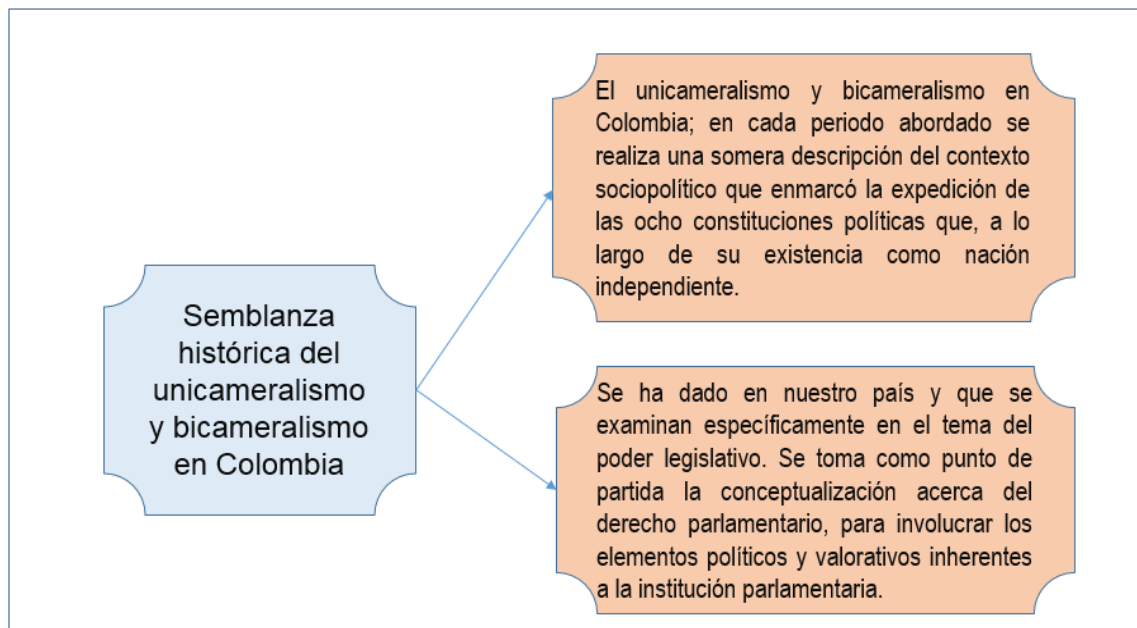 Semblanza
histórica del
unicameralismo
y bicameralismo
en Colombia
El unicameralismo y bicameralismo en
Colombia; en cada periodo abordado se
realiza una somera descripción del contexto
sociopolítico que enmarcó la expedición de
las ocho constituciones políticas que, a lo
largo de su existencia como nación
independiente.
Se ha dado en nuestro país y que se
examinan específicamente en el tema del
poder legislativo. Se toma como punto de
partida la conceptualización acerca del
derecho parlamentario, para involucrar los
elementos políticos y valorativos inherentes
a la institución parlamentaria.